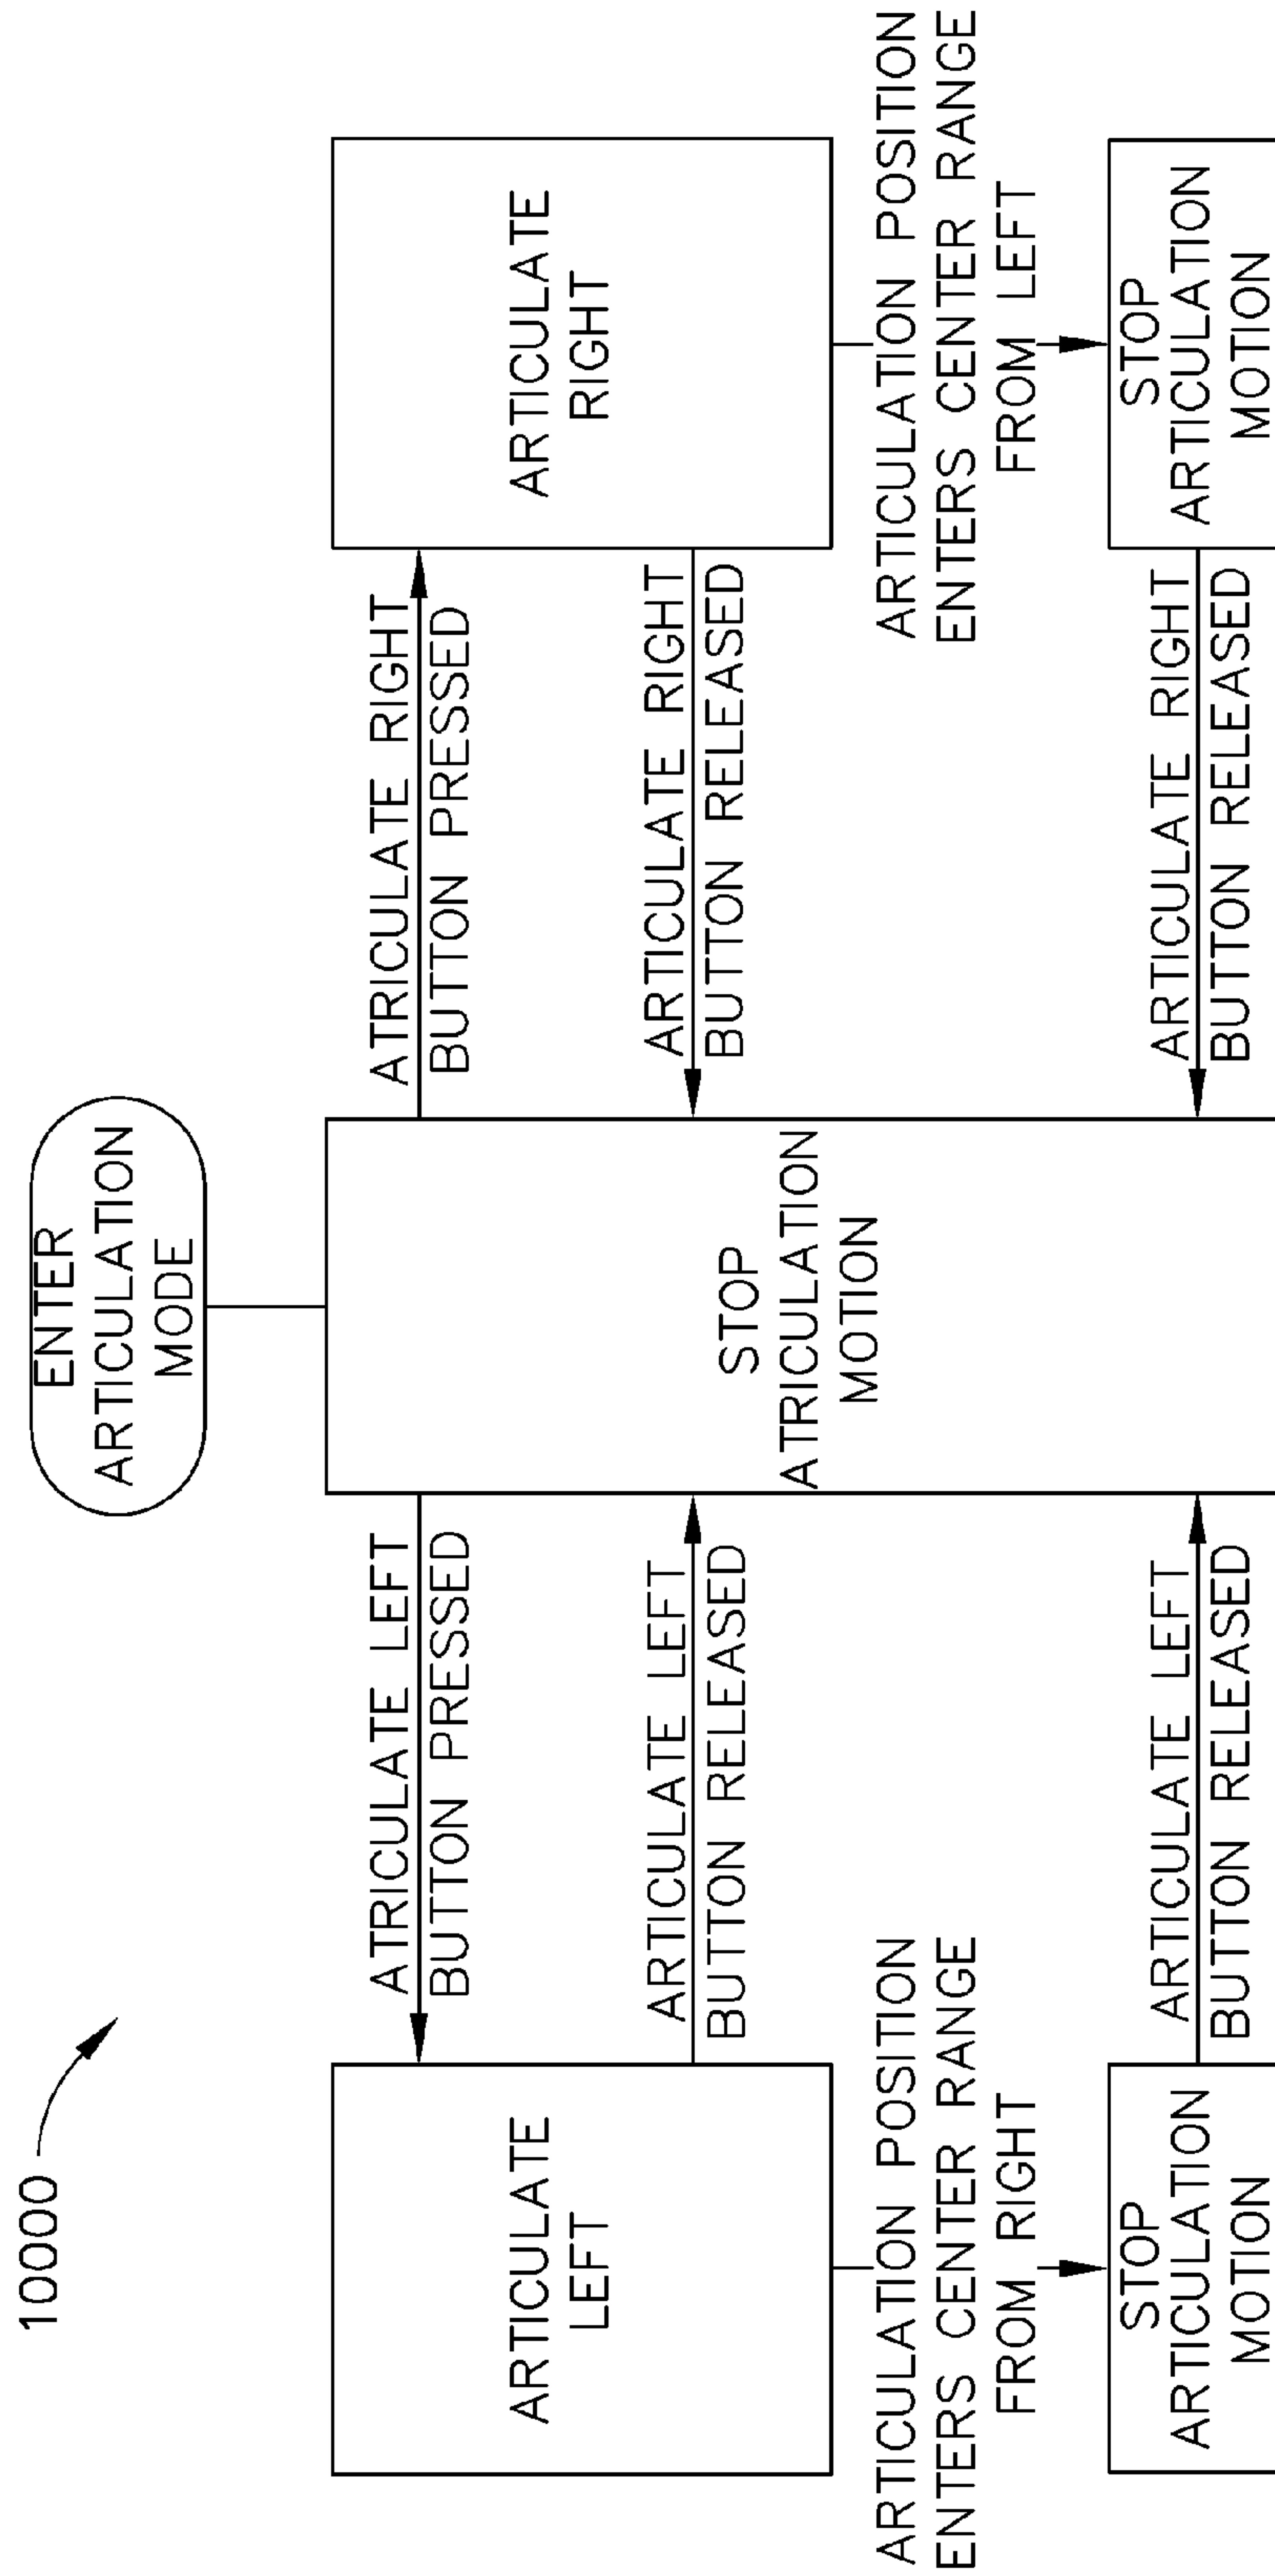 10000
ENTER
ARTICULATION
MODE
ATRICULATE LEFT
BUTTON PRESSED
ATRICULATE RIGHT
BUTTON PRESSED
ARTICULATE
LEFT
ARTICULATE
RIGHT
ARTICULATE LEFT
BUTTON RELEASED
STOP
ATRICULATION
MOTION
ARTICULATE RIGHT
BUTTON RELEASED
ARTICULATION POSITION
ENTERS CENTER RANGE
FROM RIGHT
ARTICULATION POSITION
ENTERS CENTER RANGE
FROM LEFT
STOP
ARTICULATION
MOTION
ARTICULATE LEFT
BUTTON RELEASED
ARTICULATE RIGHT
BUTTON RELEASED
STOP
ARTICULATION
MOTION